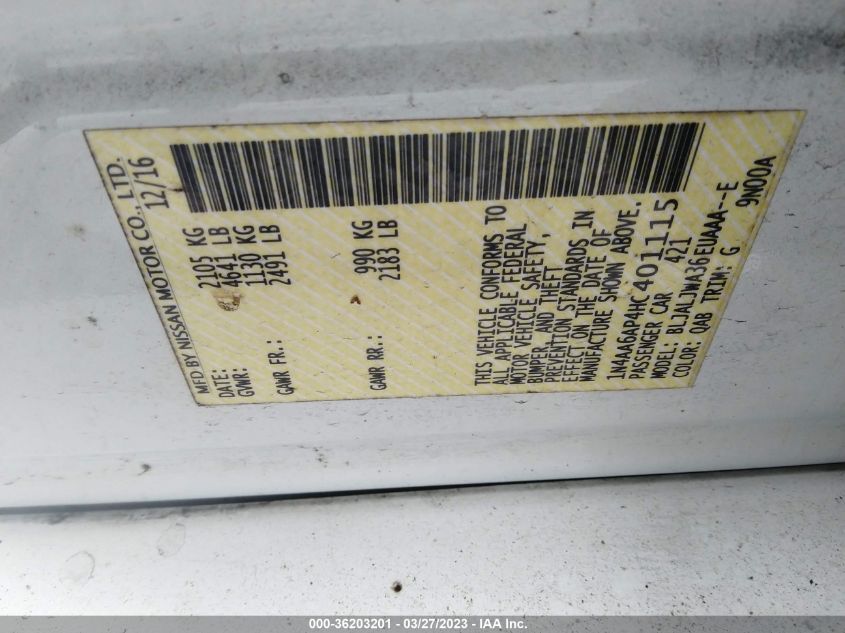 MFD BY NISSAN MOTOR CO., LTD.
DATE: 12/16
GVWR: 2105 KG
4641 LB
GAWR FR.: 1130 KG
2491 LB
GAWR RR.: 990 KG
2183 LB
THIS VEHICLE CONFORMS TO
ALL APPLICABLE FEDERAL
MOTOR VEHICLE SAFETY,
BUMPER, AND THEFT
PREVENTION STANDARDS IN
EFFECT ON THE DATE OF
MANUFACTURE SHOWN ABOVE.
1N4AA6AP4HC401115
PASSENGER CAR 421
MODEL: BLJALJWA36EUAAA--E
COLOR: QAB TRIM: G 9N00A
000-36203201 - 03/27/2023 - IAA Inc.